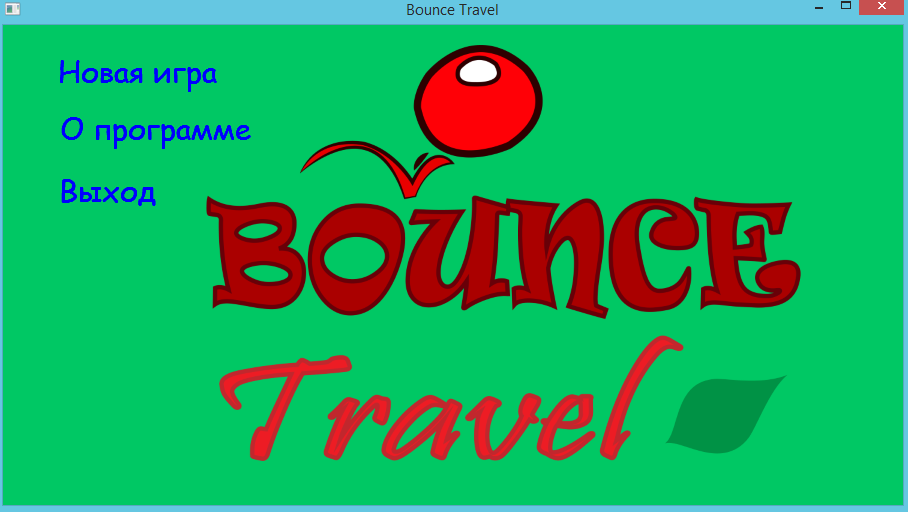 Bounce Travel
Новая игра
О программе
Выход
BOUNCE
Travel